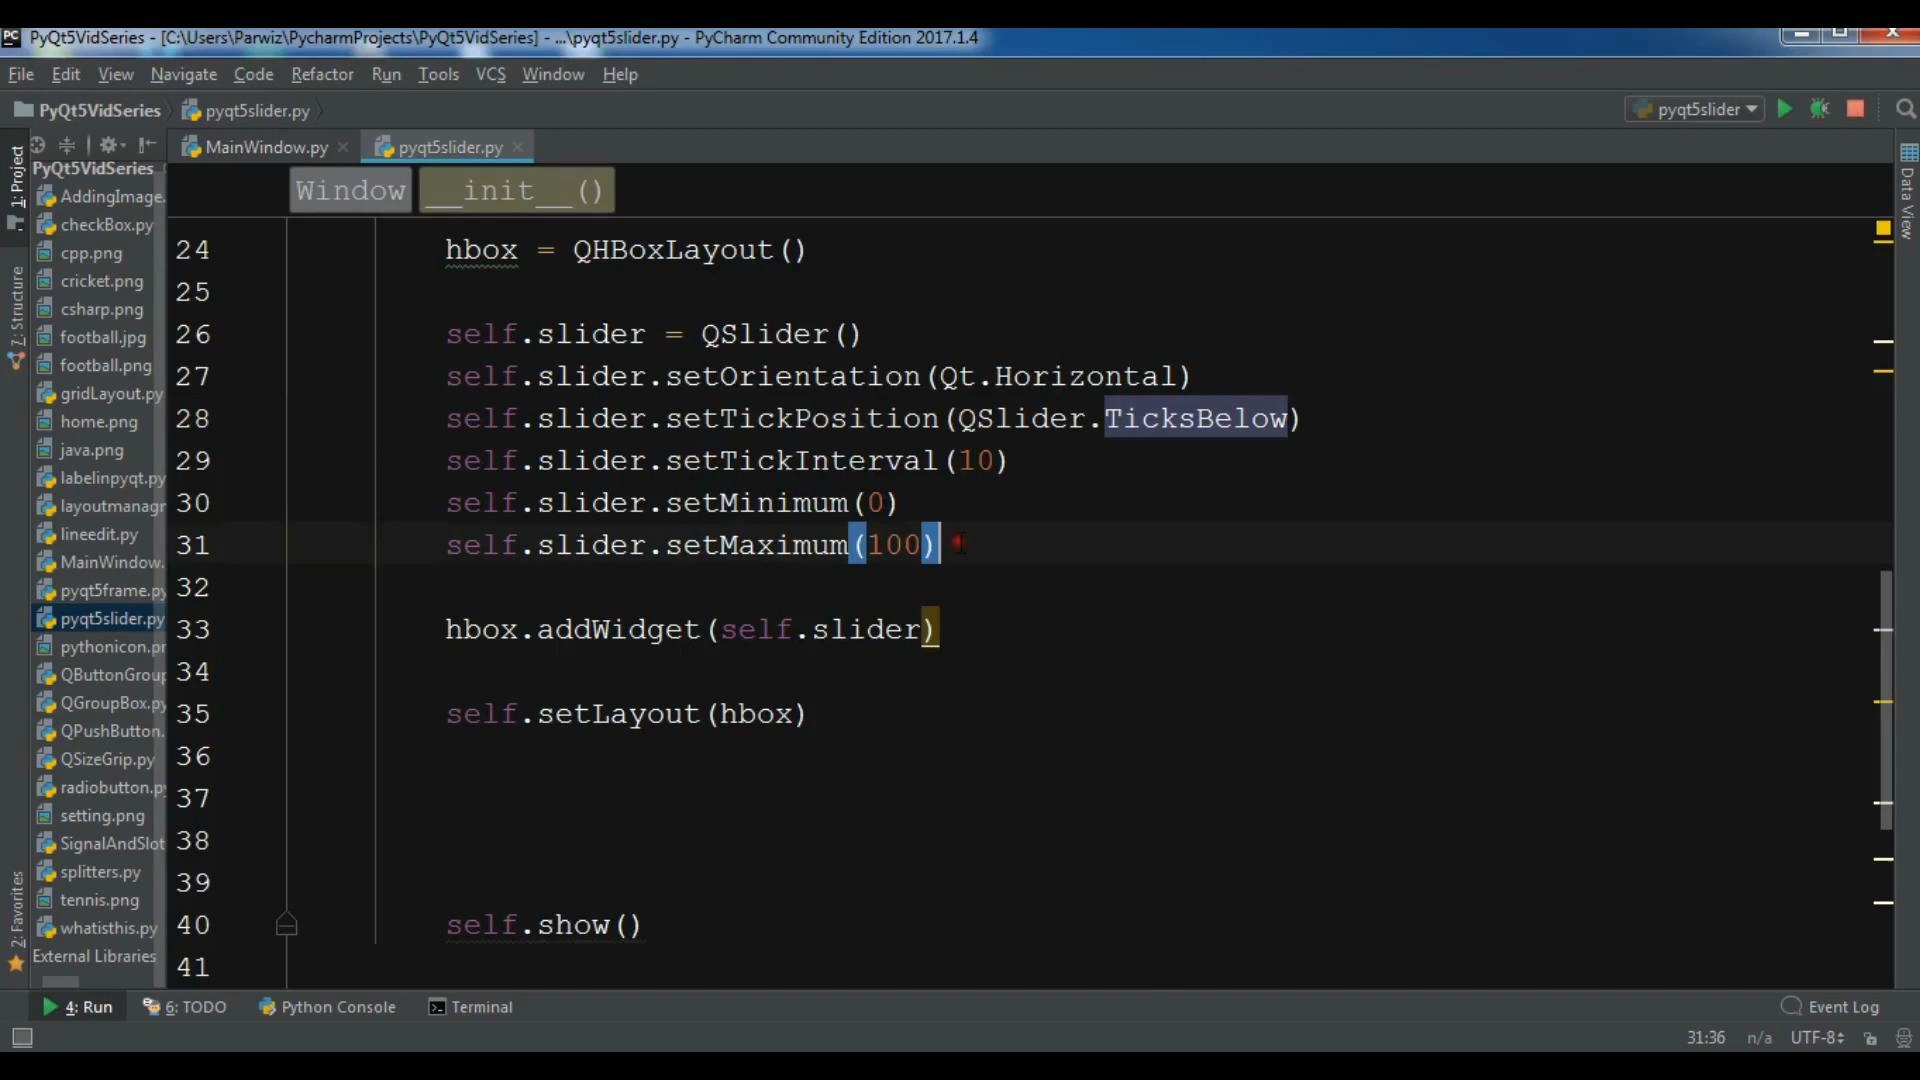 PC PyQt5VidSeries - [C:\Users\Parwiz\PycharmProjects\PyQt5VidSeries] - ...\pyqt5slider.py - PyCharm Community Edition 2017.1.4
File Edit View Navigate Code Refactor Run Tools VCS Window Help
PyQt5VidSeries pyqt5slider.py pyqt5slider
MainWindow.py pyqt5slider.py
Window __init__()
1: Project
7: Structure
2: Favorites
Data View
PyQt5VidSeries
AddingImage.
checkBox.py
cpp.png
cricket.png
csharp.png
football.jpg
football.png
gridLayout.py
home.png
java.png
labelinpyqt.py
layoutmanagr
lineedit.py
MainWindow.
pyqt5frame.py
pyqt5slider.py
pythonicon.pr
QButtonGroup
QGroupBox.py
QPushButton.
QSizeGrip.py
radiobutton.py
setting.png
SignalAndSlot
splitters.py
tennis.png
whatisthis.py
External Libraries
24 hbox = QHBoxLayout()
25
26 self.slider = QSlider()
27 self.slider.setOrientation(Qt.Horizontal)
28 self.slider.setTickPosition(QSlider.TicksBelow)
29 self.slider.setTickInterval(10)
30 self.slider.setMinimum(0)
31 self.slider.setMaximum(100)
32
33 hbox.addWidget(self.slider)
34
35 self.setLayout(hbox)
36
37
38
39
40 self.show()
41
4: Run 6: TODO Python Console Terminal Event Log
31:36 n/a UTF-8